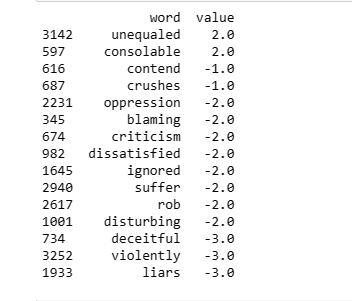 word value
3142 unequaled 2.0
597 consolable 2.0
616 contend -1.0
687 crushes -1.0
2231 oppression -2.0
345 blaming -2.0
674 criticism -2.0
982 dissatisfied -2.0
1645 ignored -2.0
2940 suffer -2.0
2617 rob -2.0
1001 disturbing -2.0
734 deceitful -3.0
3252 violently -3.0
1933 liars -3.0